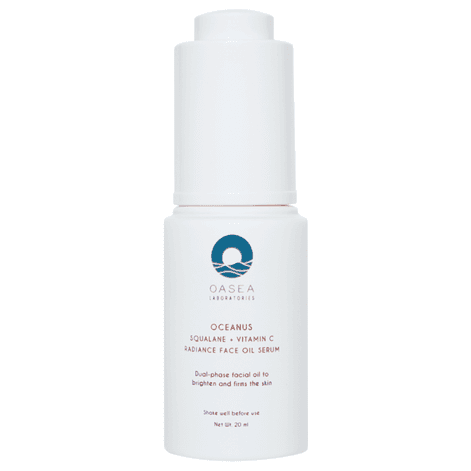 OASEA
LABORATORIES
OCEANUS
SQUALANE + VITAMIN C
RADIANCE FACE OIL SERUM
Dual-phase facial oil to
brighten and firms the skin
Shake well before use
Net Wt. 20 ml